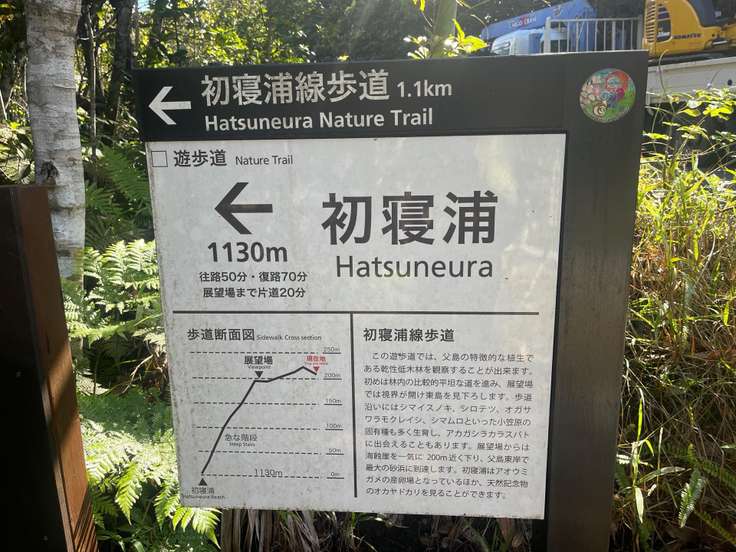 初寝浦線歩道 1.1km
Hatsuneura Nature Trail
遊歩道 Nature Trail
1130m
往路50分・復路70分
展望場まで片道20分
初寝浦
Hatsuneura
歩道断面図 Sidewalk Cross section
250m
展望場
Viewpoint
現在地
200m
150m
100m
急な階段
Steep Stairs
50m
1130m
0m
初寝浦
Hatsuneura Beach
初寝浦線歩道
この遊歩道では、父島の特徴的な植生で
ある乾性低木林を観察することが出来ます。
初めは林内の比較的平坦な道を進み、展望場
では視界が開け東島を見下ろします。歩道
沿いにはシマイスノキ、シロテツ、オガサ
ワラモクレイシ、シマムロといった小笠原の
固有種も多く生育し、アカガシラカラスバト
に出会えることもあります。展望場からは
海蝕崖を一気に 200m近く下り、父島東岸で
最大の砂浜に到達します。初寝浦はアオウミ
ガメの産卵場となっているほか、天然記念物
のオカヤドカリを見ることができます。
KOMATSU